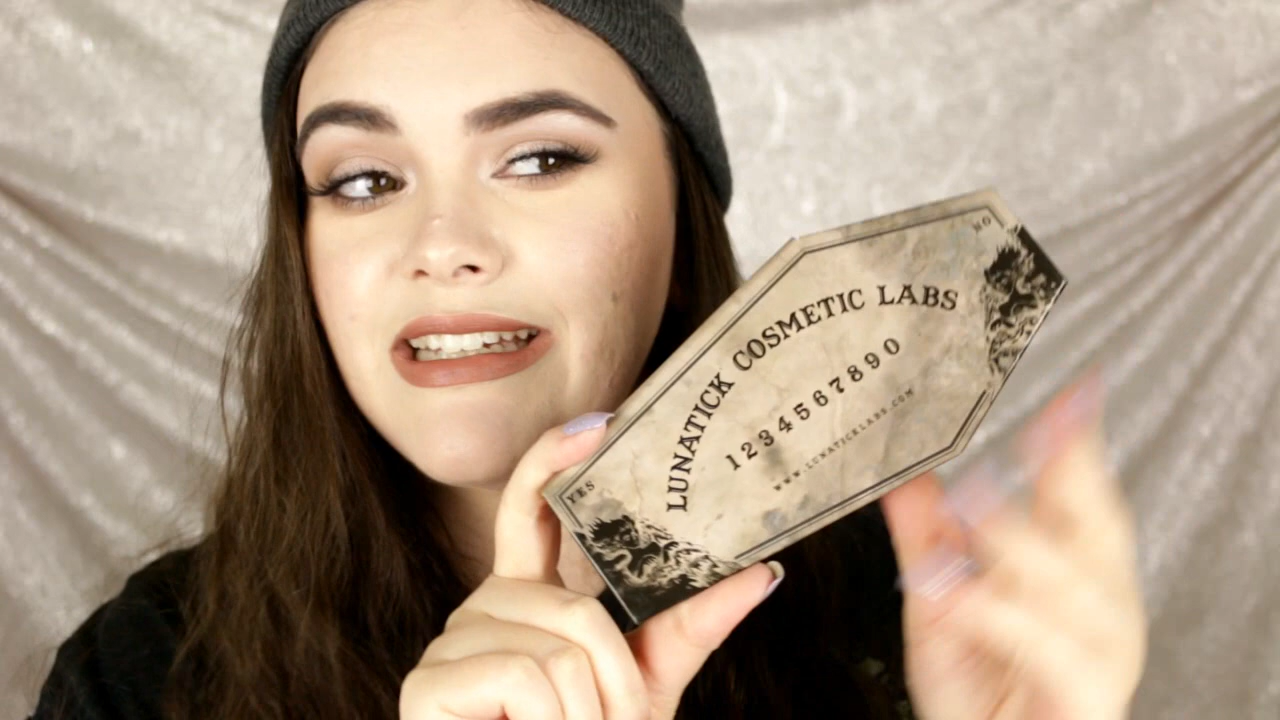 YES
NO
LUNATICK COSMETIC LABS
1234567890
WWW.LUNATICKLABS.COM